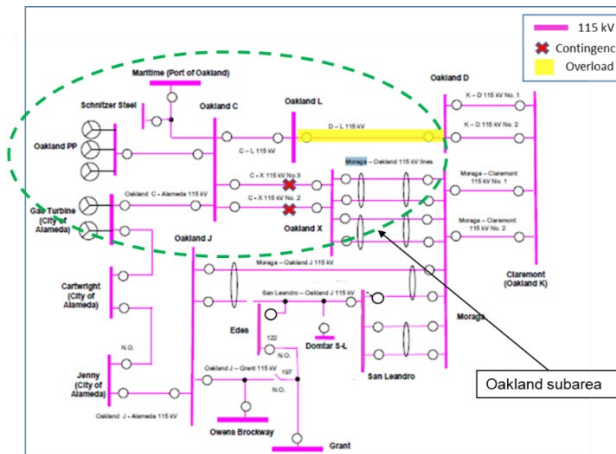 115 kV
Contingenc
Overload
Maritime (Port of Oakland)
Schnitzer Steel
Oakland C
Oakland L
Oakland D
K – D 115 kV No. 1
K – D 115 kV No. 2
Oakland PP
D – L 115 kV
C – L 115 kV
Moraga – Oakland 115 kV lines
C - X 115 kV No.3
Oakland C - Alameda 115 kV
C - X 115 kV No. 2
Moraga – Claremont
115 kV No. 1
Gas Turbine (City of
Alameda)
Oakland X
Moraga – Claremont
115 kV No. 2
Oakland J
Moraga – Oakland J 115 kV
Claremont
(Oakland K)
Cartwright
(City of
Alameda)
San Leandro – Oakland J 115 kV
Edes
Domtar S-L
Moraga
122
N.O.
N.O.
San Leandro
Oakland subarea
Jenny (City of
Alameda)
Oakland J – Grant 115 kV
197
N.O.
Oakland J - Alameda 115 kV
Owens Brockway
Grant